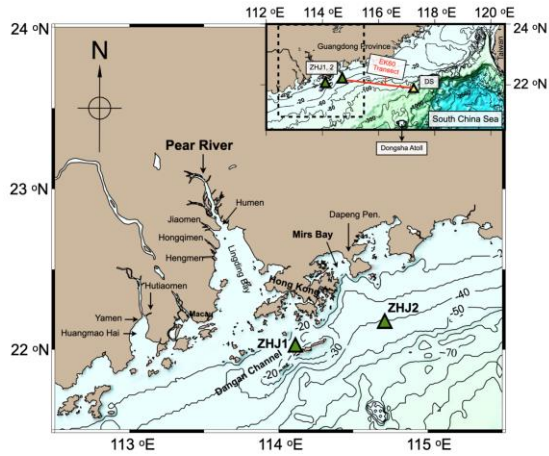 112 °E 114 °E 116 °E 118 °E 120 °E
24 °N
24 °N
Guangdong Province
Taiwan
ZHJ1, 2
EK60
Transect
DS
22 °N
South China Sea
Dongsha Atoll
N
Pear River
23 °N
Humen
Jiaomen
Hongqimen
Hengmen
Lingding Bay
Dapeng Pen.
Mirs Bay
Hutiaomen
Hong Kong
Macau
Yamen
Huangmao Hai
ZHJ1
ZHJ2
-20
-30
-20
-40
-50
-70
22 °N
Dangan Channel
113 °E 114 °E 115 °E